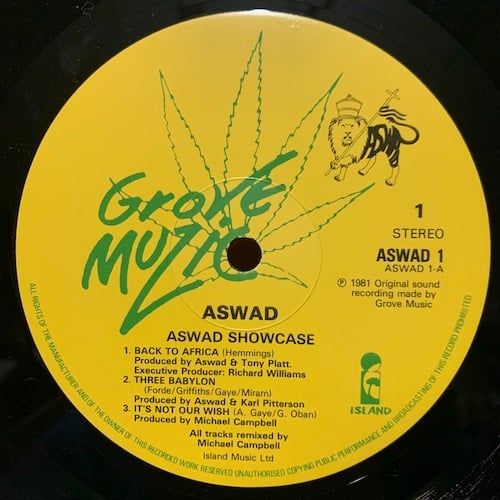 GROVE
MUZIC
ASWAD
1
STEREO
ASWAD 1
ASWAD 1-A
℗ 1981 Original sound
recording made by
Grove Music
ASWAD
ASWAD SHOWCASE
1. BACK TO AFRICA (Hemmings)
Produced by Aswad & Tony Platt.
Executive Producer: Richard Williams
2. THREE BABYLON
(Forde/Griffiths/Gaye/Miram)
Produced by Aswad & Karl Pitterson
3. IT'S NOT OUR WISH (A. Gaye/G. Oban)
Produced by Michael Campbell
All tracks remixed by
Michael Campbell
Island Music Ltd
ISLAND
ALL RIGHTS OF THE MANUFACTURER AND OF THE OWNER OF THIS RECORDED WORK RESERVED UNAUTHORISED COPYING PUBLIC PERFORMANCE AND BROADCASTING OF THIS RECORD PROHIBITED